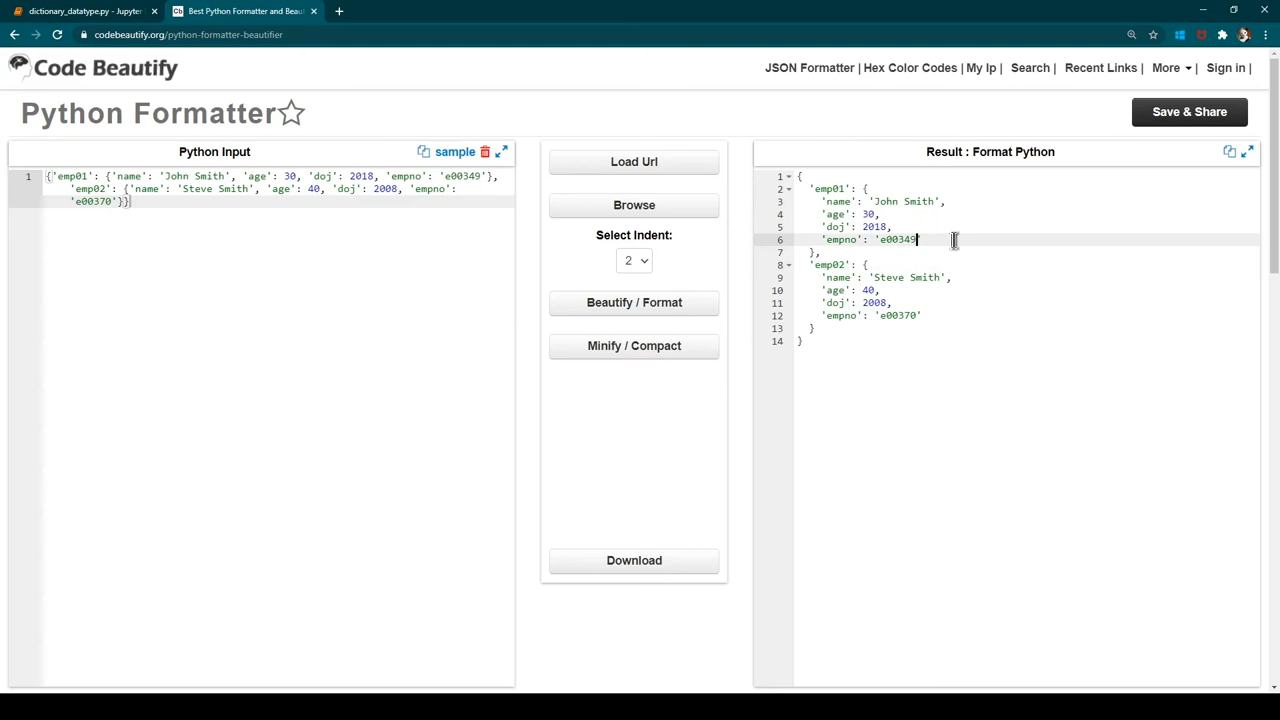 dictionary_datatype.py - Jupyter
Best Python Formatter and Beau
codebeautify.org/python-formatter-beautifier
Code Beautify
JSON Formatter | Hex Color Codes | My Ip | Search | Recent Links | More | Sign in |
Python Formatter
Save & Share
Python Input
sample
1 {'emp01': {'name': 'John Smith', 'age': 30, 'doj': 2018, 'empno': 'e00349'},
'emp02': {'name': 'Steve Smith', 'age': 40, 'doj': 2008, 'empno':
'e00370'}}
Load Url
Browse
Select Indent:
2
Beautify / Format
Minify / Compact
Download
Result : Format Python
1 {
2 'emp01': {
3 'name': 'John Smith',
4 'age': 30,
5 'doj': 2018,
6 'empno': 'e00349'
7 },
8 'emp02': {
9 'name': 'Steve Smith',
10 'age': 40,
11 'doj': 2008,
12 'empno': 'e00370'
13 }
14 }